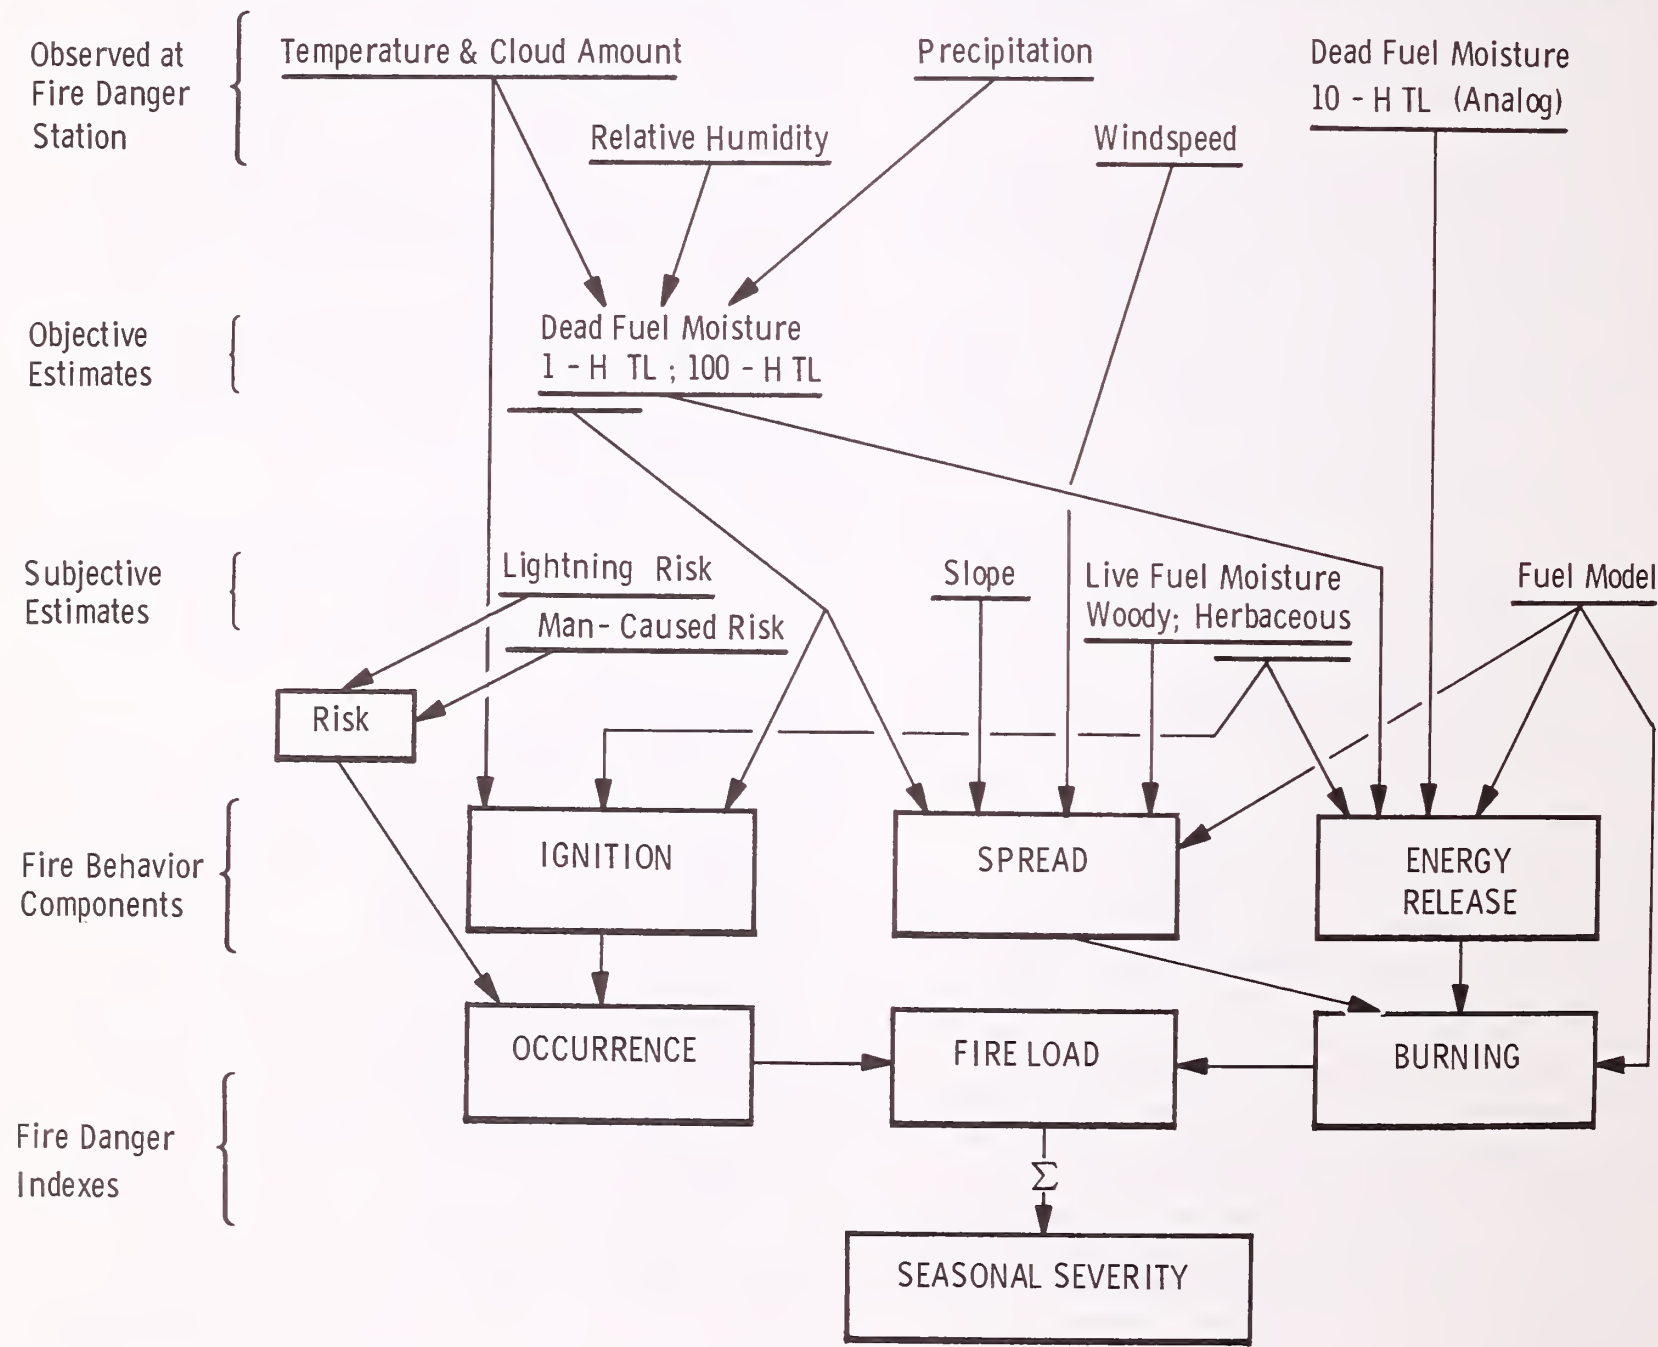 Observed at
Fire Danger
Station
Temperature & Cloud Amount
Precipitation
Dead Fuel Moisture
10 - H TL (Analog)
Relative Humidity
Windspeed
Objective
Estimates
Dead Fuel Moisture
1 - H TL ; 100 - H TL
Subjective
Estimates
Lightning Risk
Man - Caused Risk
Slope
Live Fuel Moisture
Woody; Herbaceous
Fuel Model
Risk
Fire Behavior
Components
IGNITION
SPREAD
ENERGY
RELEASE
OCCURRENCE
FIRE LOAD
BURNING
Fire Danger
Indexes
Σ
SEASONAL SEVERITY